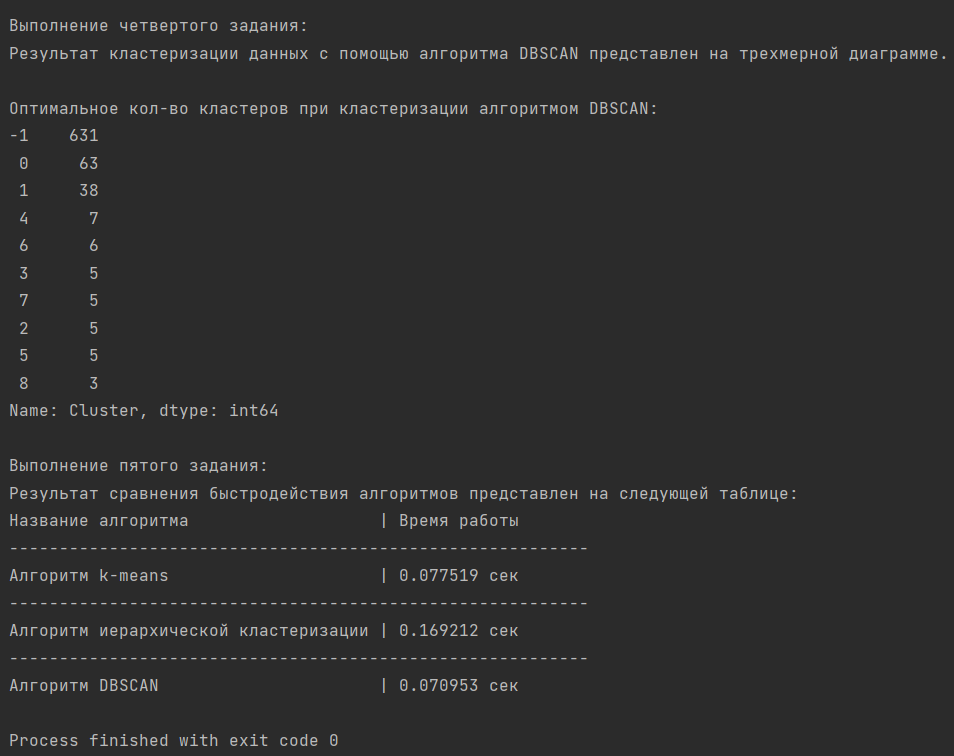 Выполнение четвертого задания:
Результат кластеризации данных с помощью алгоритма DBSCAN представлен на трехмерной диаграмме.
Оптимальное кол-во кластеров при кластеризации алгоритмом DBSCAN:
-1    631
 0     63
 1     38
 4      7
 6      6
 3      5
 7      5
 2      5
 5      5
 8      3
Name: Cluster, dtype: int64
Выполнение пятого задания:
Результат сравнения быстродействия алгоритмов представлен на следующей таблице:
Название алгоритма                   | Время работы
----------------------------------------------------------
Алгоритм k-means                     | 0.077519 сек
----------------------------------------------------------
Алгоритм иерархической кластеризации | 0.169212 сек
----------------------------------------------------------
Алгоритм DBSCAN                      | 0.070953 сек
Process finished with exit code 0